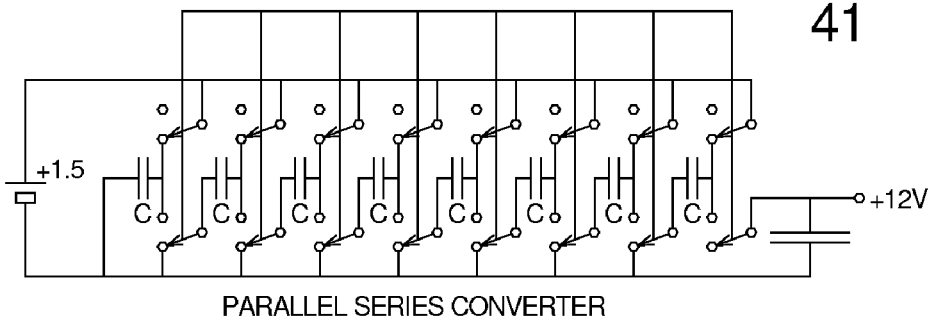 41
+1.5
C C C C C C C C
+12V
PARALLEL SERIES CONVERTER